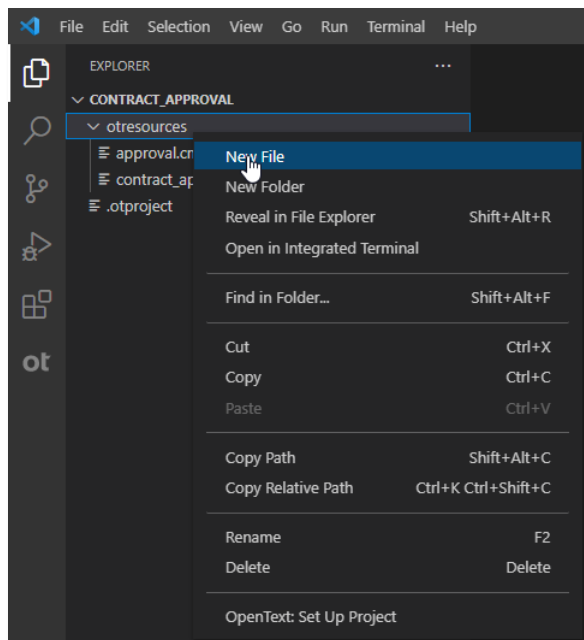 File Edit Selection View Go Run Terminal Help
EXPLORER ...
CONTRACT_APPROVAL
otresources
approval.cn
contract_ap
.otproject
ot
New File
New Folder
Reveal in File Explorer Shift+Alt+R
Open in Integrated Terminal
Find in Folder... Shift+Alt+F
Cut Ctrl+X
Copy Ctrl+C
Paste Ctrl+V
Copy Path Shift+Alt+C
Copy Relative Path Ctrl+K Ctrl+Shift+C
Rename F2
Delete Delete
OpenText: Set Up Project